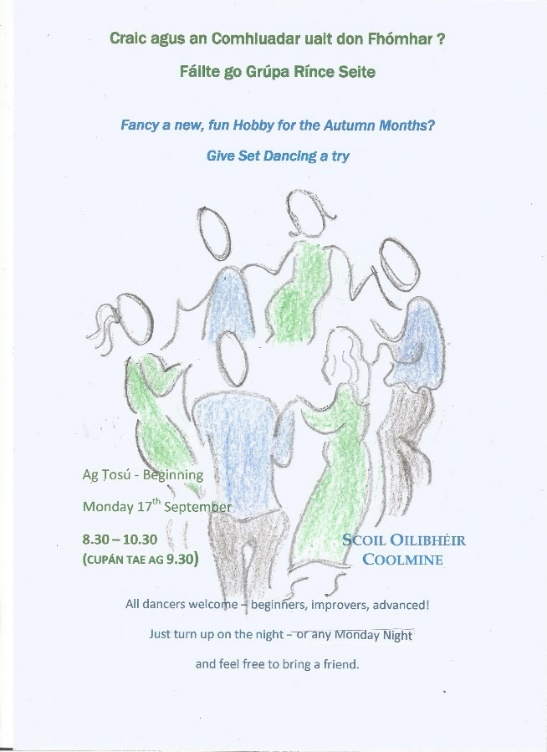 Craic agus an Comhluadar uait don Fhómhar ?
Fáilte go Grúpa Rínce Seite
Fancy a new, fun Hobby for the Autumn Months?
Give Set Dancing a try
Ag Tosú - Beginning
Monday 17th September
8.30 – 10.30
(CUPÁN TAE AG 9.30)
SCOIL OILIBHÉIR
COOLMINE
All dancers welcome – beginners, improvers, advanced!
Just turn up on the night – or any Monday Night
and feel free to bring a friend.